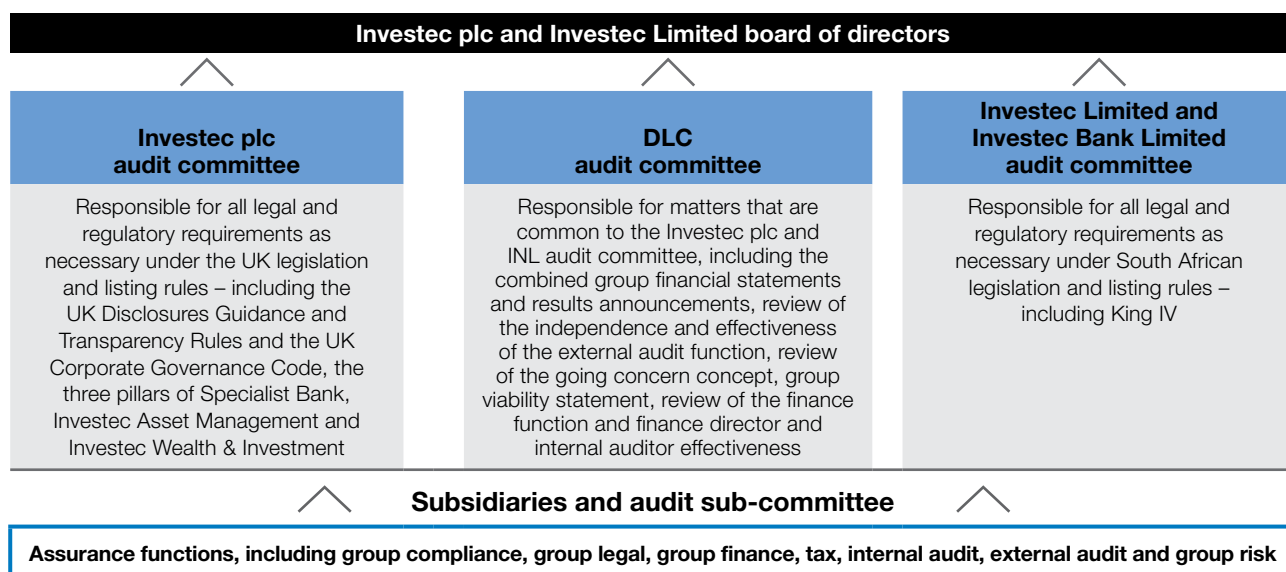 Investec plc and Investec Limited board of directors
Investec plc
audit committee
Responsible for all legal and
regulatory requirements as
necessary under the UK legislation
and listing rules – including the
UK Disclosures Guidance and
Transparency Rules and the UK
Corporate Governance Code, the
three pillars of Specialist Bank,
Investec Asset Management and
Investec Wealth & Investment
DLC
audit committee
Responsible for matters that are
common to the Investec plc and
INL audit committee, including the
combined group financial statements
and results announcements, review of
the independence and effectiveness
of the external audit function, review
of the going concern concept, group
viability statement, review of the finance
function and finance director and
internal auditor effectiveness
Investec Limited and
Investec Bank Limited
audit committee
Responsible for all legal and
regulatory requirements as
necessary under South African
legislation and listing rules –
including King IV
Subsidiaries and audit sub-committee
Assurance functions, including group compliance, group legal, group finance, tax, internal audit, external audit and group risk